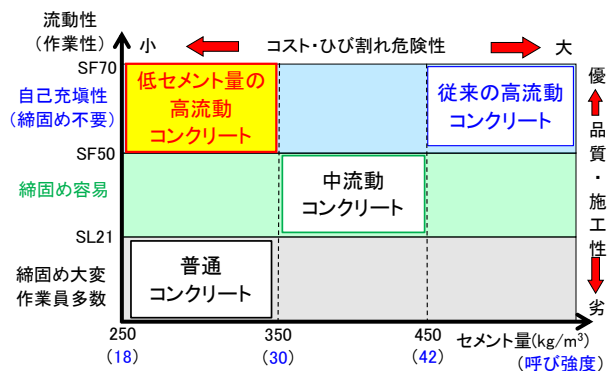 流動性
(作業性)
小
コスト・ひび割れ危険性
大
SF70
自己充塡性
(締固め不要)
低セメント量の
高流動
コンクリート
従来の高流動
コンクリート
優
品質・施工性
劣
SF50
締固め容易
中流動
コンクリート
SL21
締固め大変
作業員多数
普通
コンクリート
250
350
450
セメント量(kg/m³)
(18)
(30)
(42)
(呼び強度)